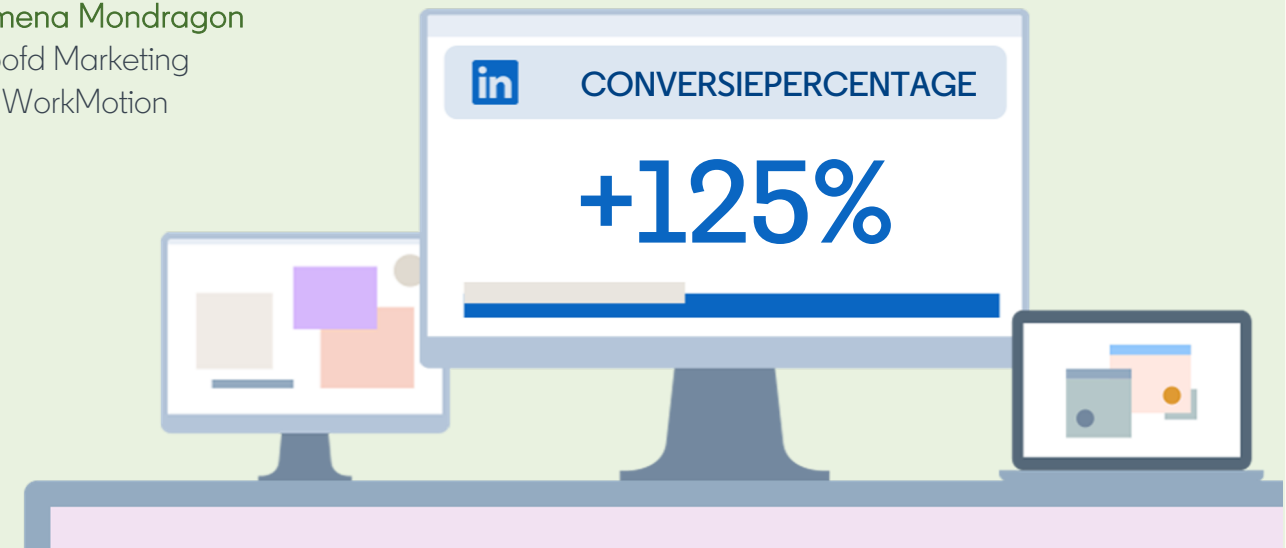 mena Mondragon
ofd Marketing
WorkMotion
in
CONVERSIEPERCENTAGE
+125%